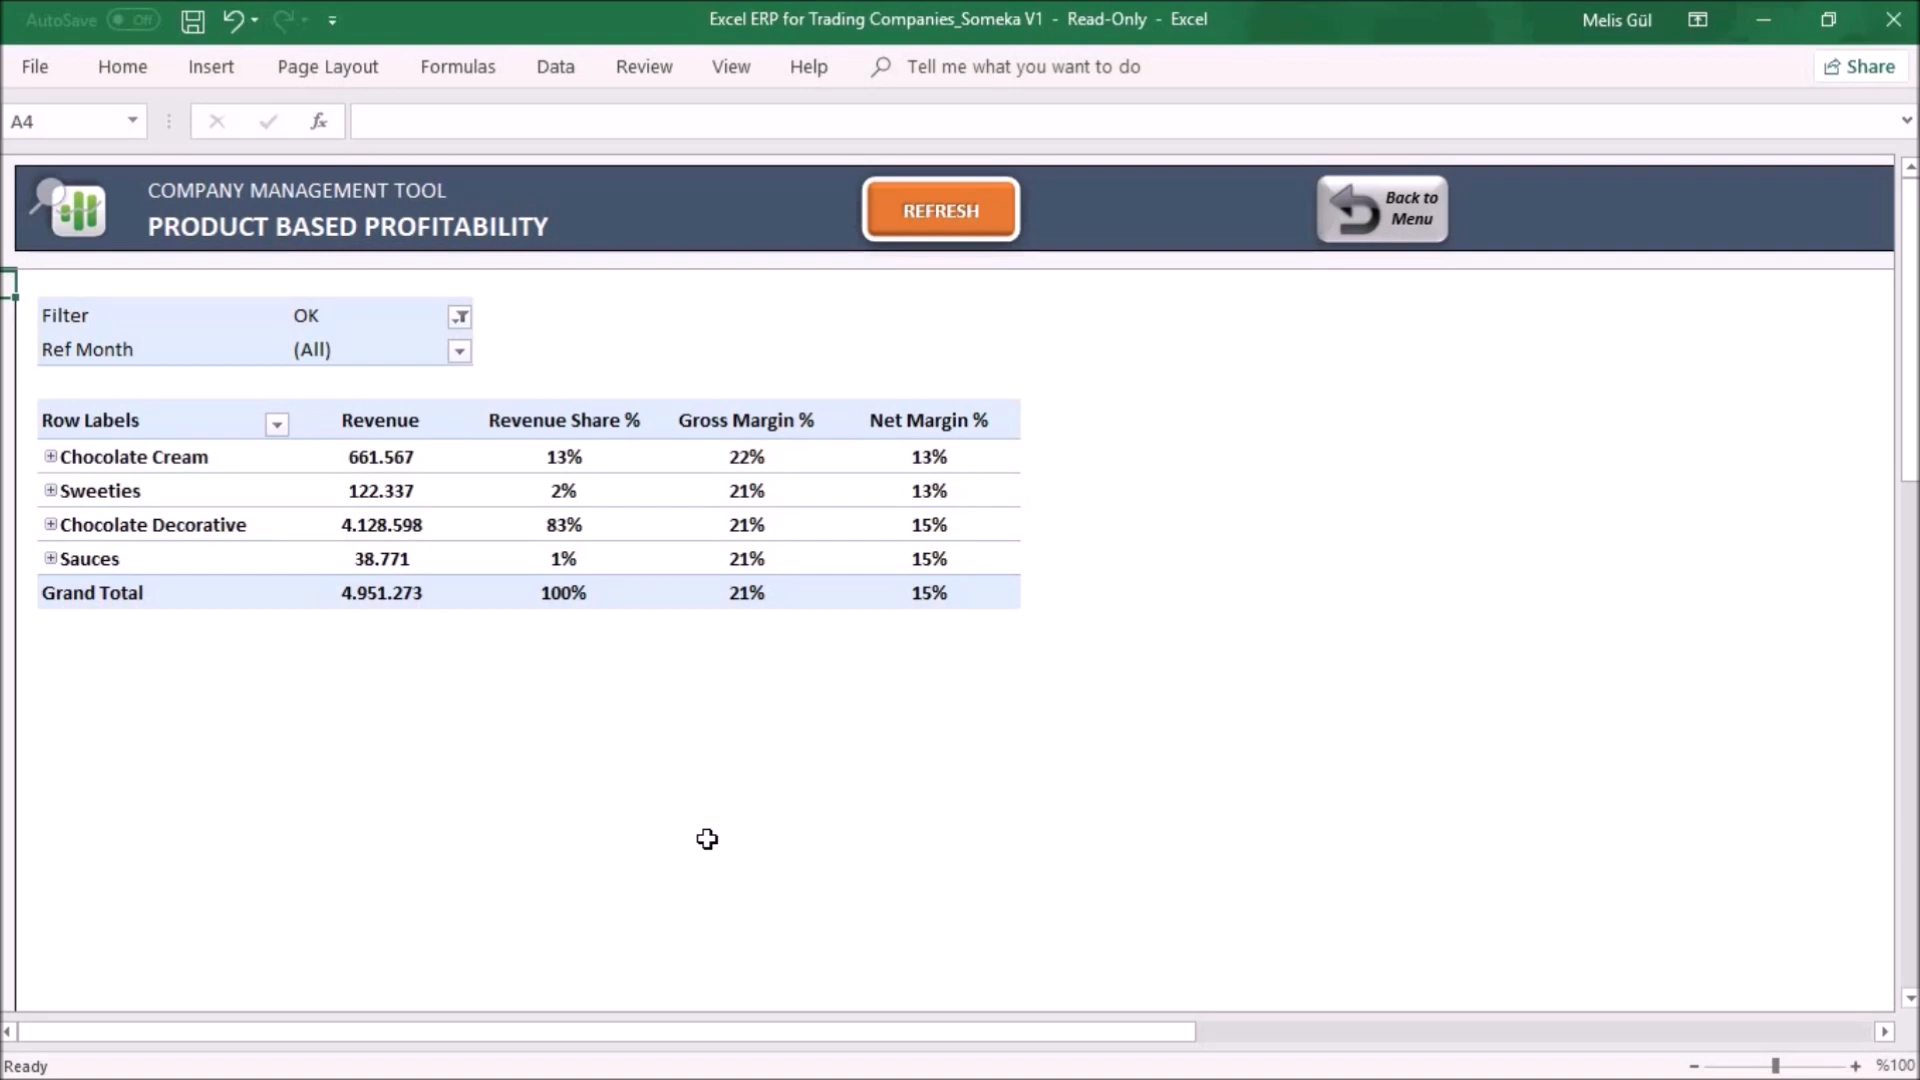 AutoSave Off
Excel ERP for Trading Companies_Someka V1 - Read-Only - Excel
Melis Gül
File Home Insert Page Layout Formulas Data Review View Help Tell me what you want to do Share
A4 fx
COMPANY MANAGEMENT TOOL
PRODUCT BASED PROFITABILITY
REFRESH
Back to
Menu
Filter OK
Ref Month (All)
Row Labels Revenue Revenue Share % Gross Margin % Net Margin %
Chocolate Cream 661.567 13% 22% 13%
Sweeties 122.337 2% 21% 13%
Chocolate Decorative 4.128.598 83% 21% 15%
Sauces 38.771 1% 21% 15%
Grand Total 4.951.273 100% 21% 15%
Ready
%100